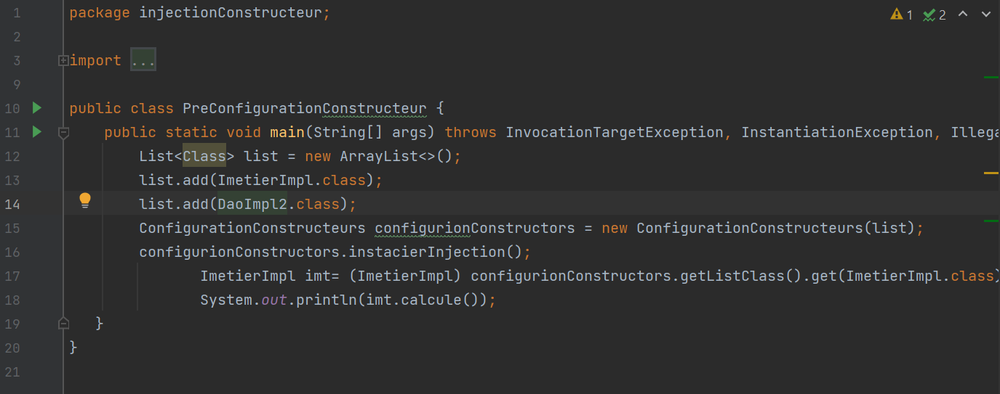 1 package injectionConstructeur; 1 2
2
3 import ...
9
10 public class PreConfigurationConstructeur {
11 public static void main(String[] args) throws InvocationTargetException, InstantiationException, Illega
12 List<Class> list = new ArrayList<>();
13 list.add(ImetierImpl.class);
14 list.add(DaoImpl2.class);
15 ConfigurationConstructeurs configurionConstructors = new ConfigurationConstructeurs(list);
16 configurionConstructors.instacierInjection();
17 ImetierImpl imt= (ImetierImpl) configurionConstructors.getListClass().get(ImetierImpl.class)
18 System.out.println(imt.calcule());
19 }
20 }
21